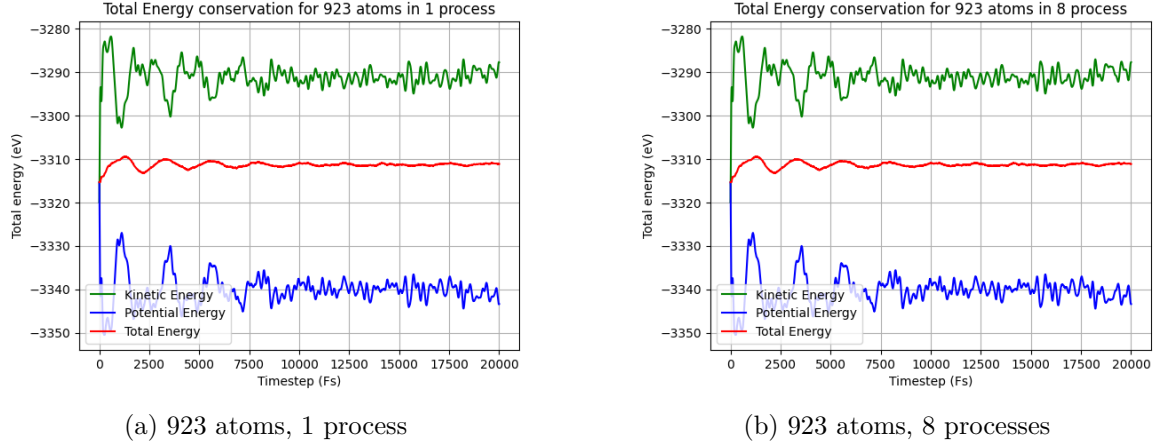 Total Energy conservation for 923 atoms in 1 process
−3280
−3290
−3300
−3310
−3320
−3330
−3340
−3350
Total energy (eV)
Kinetic Energy
Potential Energy
Total Energy
0 2500 5000 7500 10000 12500 15000 17500 20000
Timestep (Fs)
(a) 923 atoms, 1 process
Total Energy conservation for 923 atoms in 8 process
−3280
−3290
−3300
−3310
−3320
−3330
−3340
−3350
Total energy (eV)
Kinetic Energy
Potential Energy
Total Energy
0 2500 5000 7500 10000 12500 15000 17500 20000
Timestep (Fs)
(b) 923 atoms, 8 processes